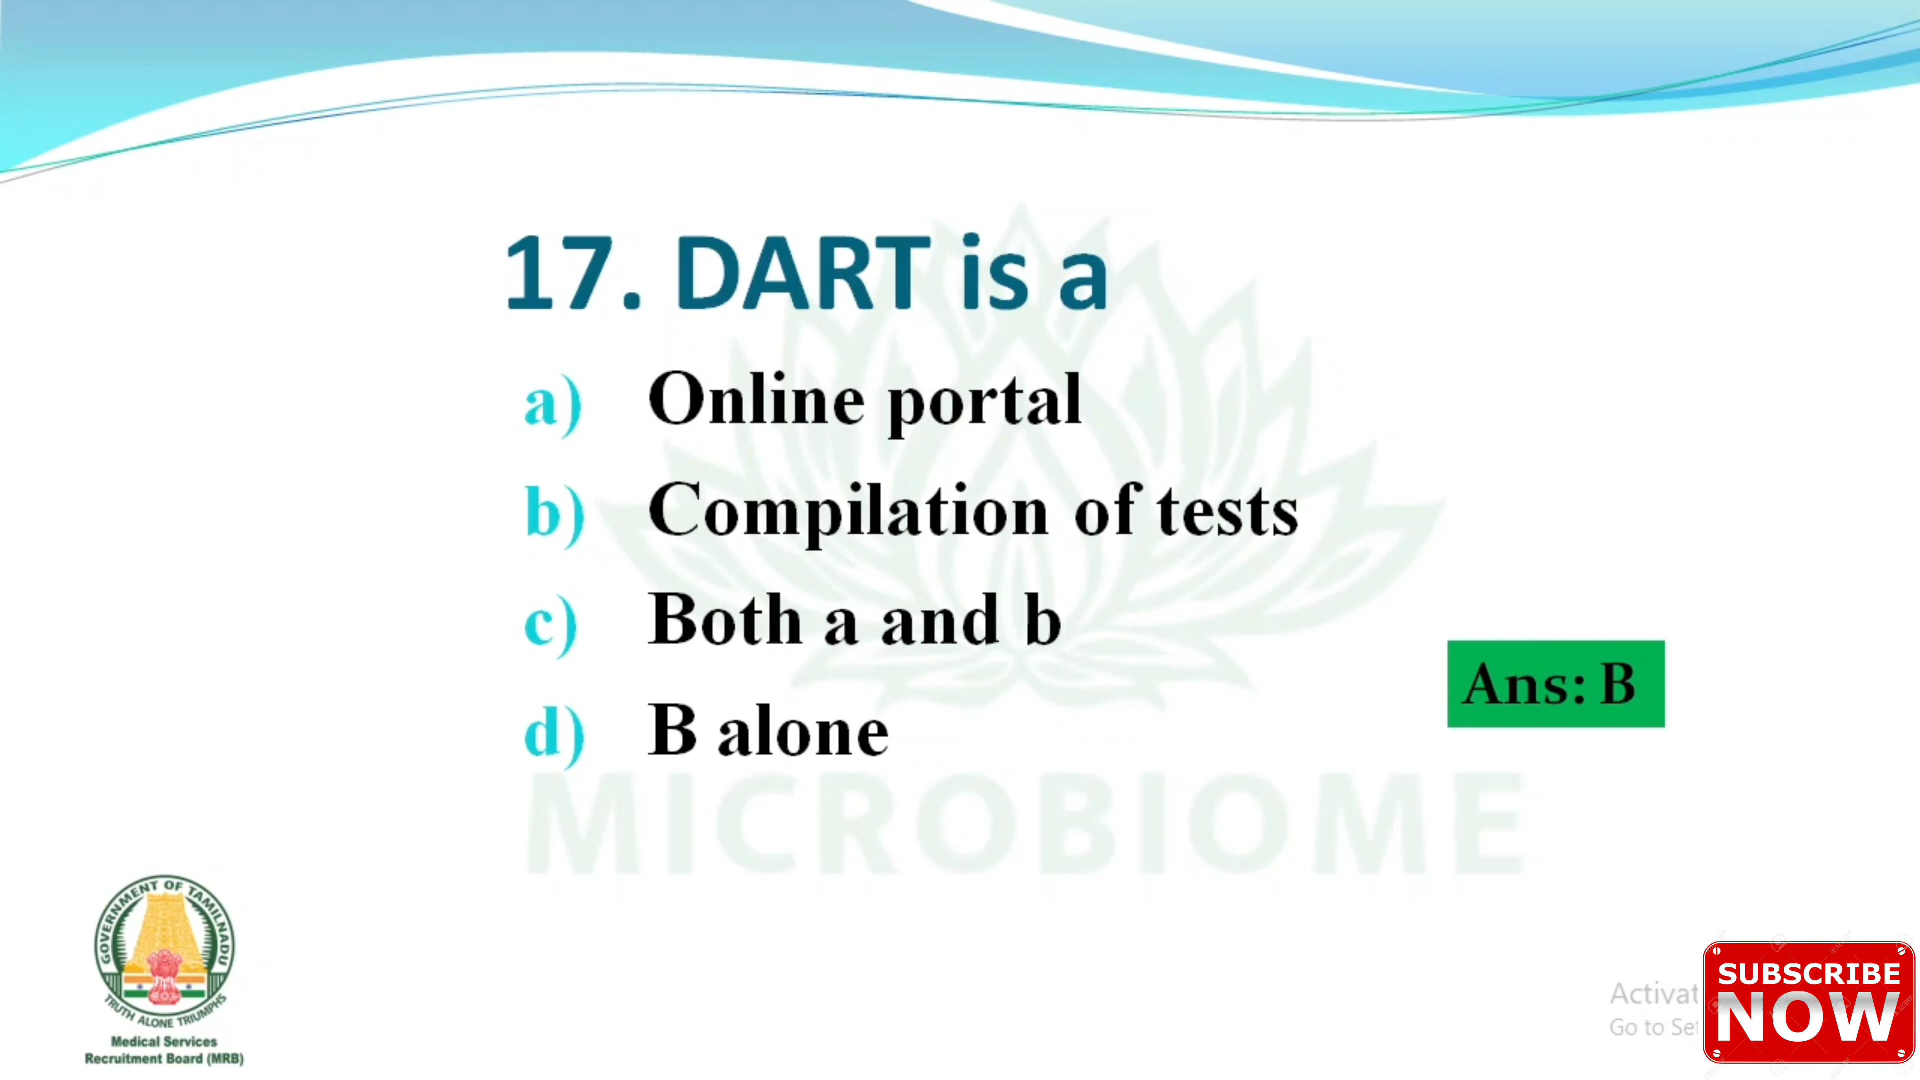 17. DART is a
a) Online portal
b) Compilation of tests
c) Both a and b
Ans: B
d) B alone
MICROBIOME
GOVERNMENT OF TAMILNADU
TRUTH ALONE TRIUMPHS
Medical Services
Recruitment Board (MRB)
Activat
Go to Set
SUBSCRIBE
NOW